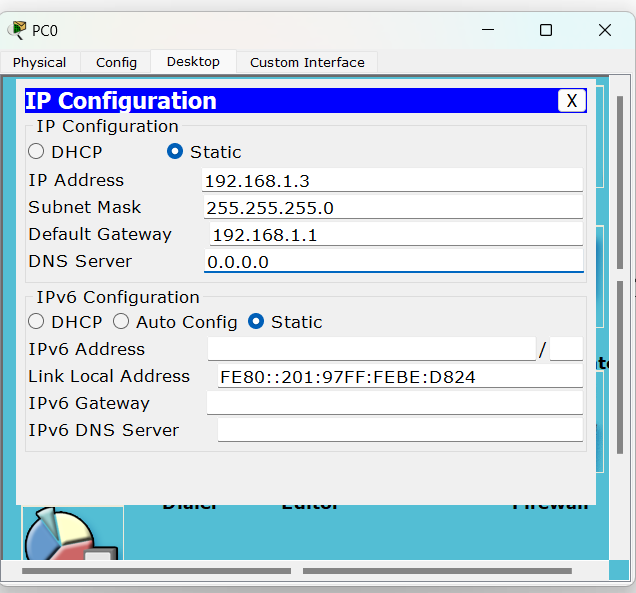 PC0
Physical Config Desktop Custom Interface
IP Configuration X
IP Configuration
DHCP Static
IP Address 192.168.1.3
Subnet Mask 255.255.255.0
Default Gateway 192.168.1.1
DNS Server 0.0.0.0
IPv6 Configuration
DHCP Auto Config Static
IPv6 Address /
Link Local Address FE80::201:97FF:FEBE:D824
IPv6 Gateway
IPv6 DNS Server
Dialer Editor Firewall